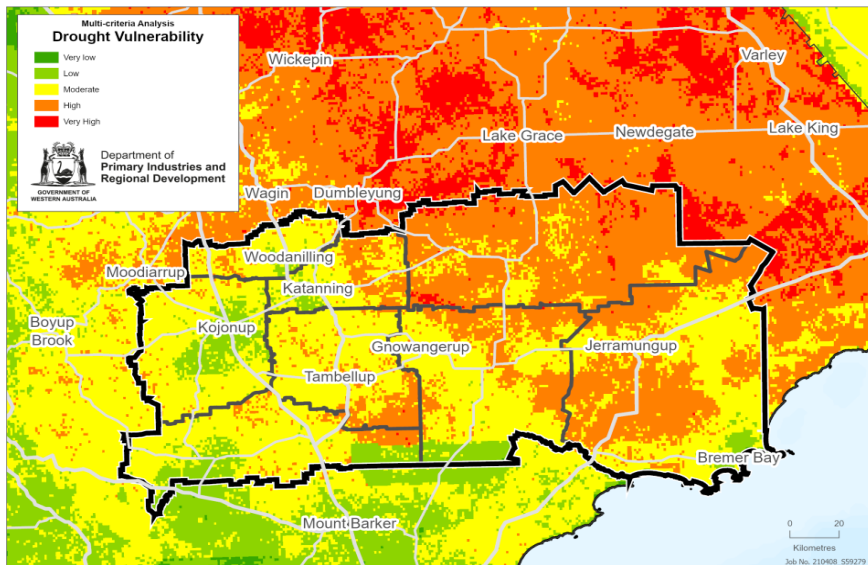 Multi-criteria Analysis
Drought Vulnerability
Very low
Low
Moderate
High
Very High
Department of
Primary Industries and
Regional Development
GOVERNMENT OF
WESTERN AUSTRALIA
Wickepin
Varley
Lake Grace
Newdegate
Lake King
Wagin
Dumbleyung
Woodanilling
Moodiarrup
Katanning
Boyup
Brook
Kojonup
Gnowangerup
Jerramungup
Tambellup
Bremer Bay
Mount Barker
0 20
Kilometres
Job No. 210408_S59279